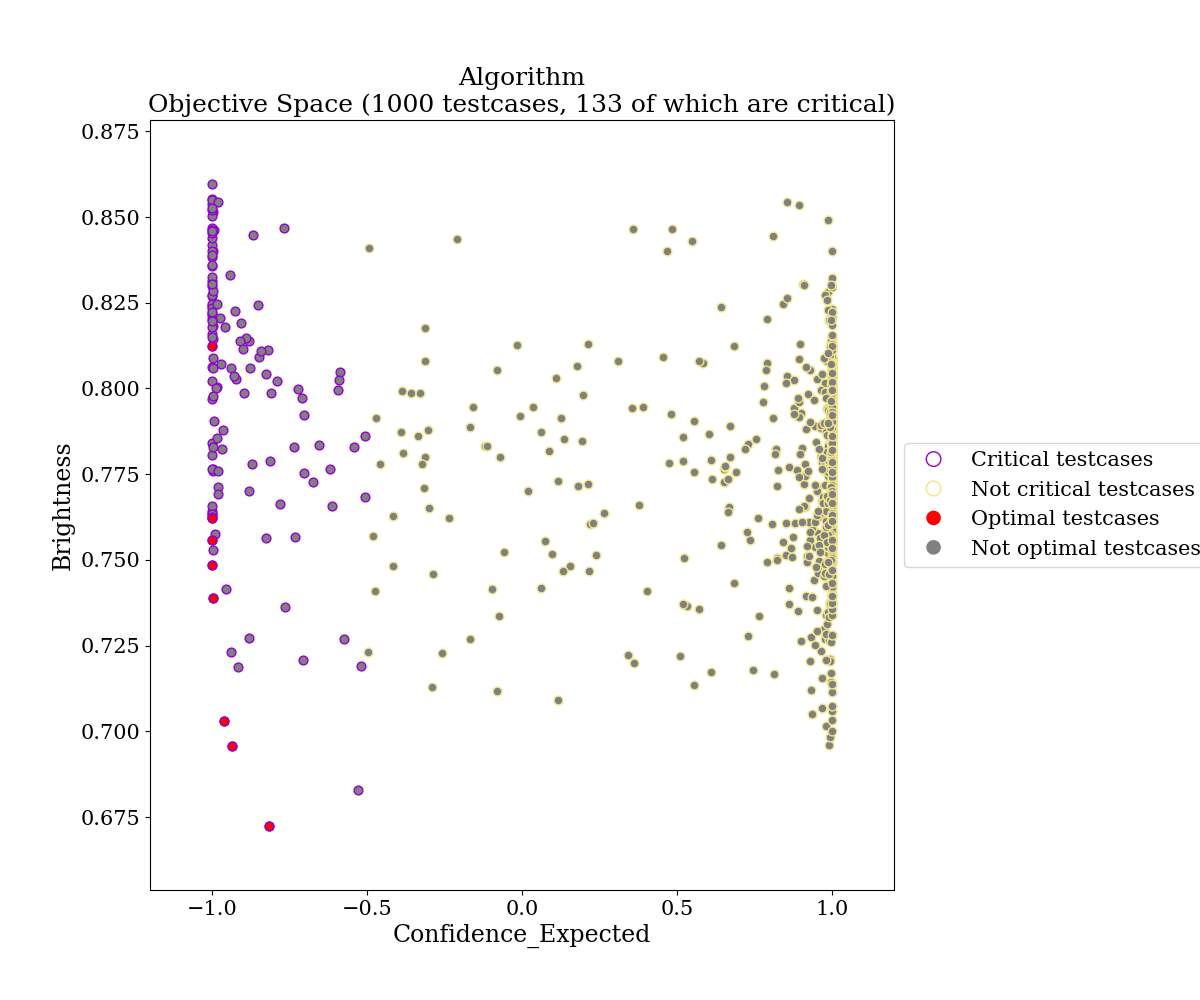 Algorithm
Objective Space (1000 testcases, 133 of which are critical)
0.875
0.850
0.825
0.800
0.775
0.750
0.725
0.700
0.675
Brightness
−1.0
−0.5
0.0
0.5
1.0
Confidence_Expected
Critical testcases
Not critical testcases
Optimal testcases
Not optimal testcases